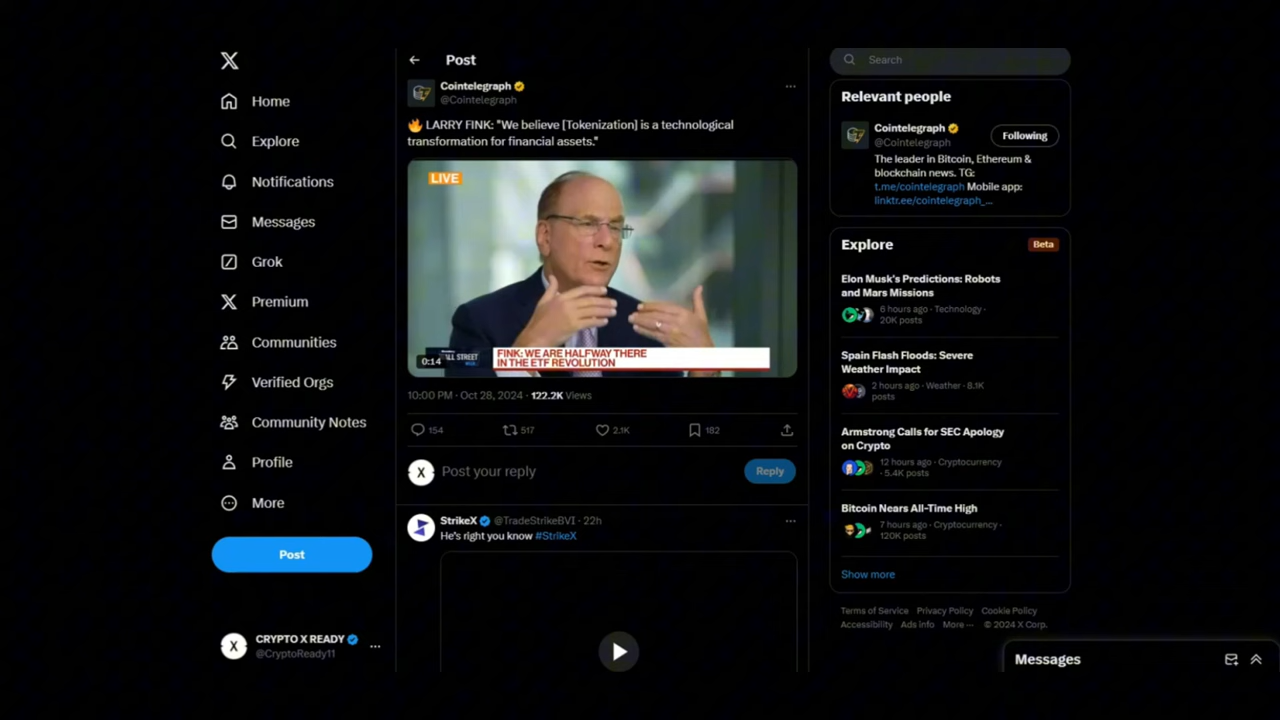 Home
Explore
Notifications
Messages
Grok
Premium
Communities
Verified Orgs
Community Notes
Profile
More
Post
CRYPTO X READY
@CryptoReady11
Post
Cointelegraph
@Cointelegraph
LARRY FINK: "We believe [Tokenization] is a technological
transformation for financial assets."
LIVE
0:14
FINK: WE ARE HALFWAY THERE
IN THE ETF REVOLUTION
10:00 PM · Oct 28, 2024 · 122.2K Views
154 517 2.1K 182
X Post your reply Reply
StrikeX @TradeStrikeBVI · 22h
He's right you know #StrikeX
Search
Relevant people
Cointelegraph
@Cointelegraph
Following
The leader in Bitcoin, Ethereum &
blockchain news. TG:
t.me/cointelegraph Mobile app:
linktr.ee/cointelegraph_...
Explore Beta
Elon Musk's Predictions: Robots
and Mars Missions
6 hours ago · Technology ·
20K posts
Spain Flash Floods: Severe
Weather Impact
2 hours ago · Weather · 8.1K
posts
Armstrong Calls for SEC Apology
on Crypto
12 hours ago · Cryptocurrency
· 5.4K posts
Bitcoin Nears All-Time High
7 hours ago · Cryptocurrency ·
120K posts
Show more
Terms of Service Privacy Policy Cookie Policy
Accessibility Ads info More ··· © 2024 X Corp.
Messages